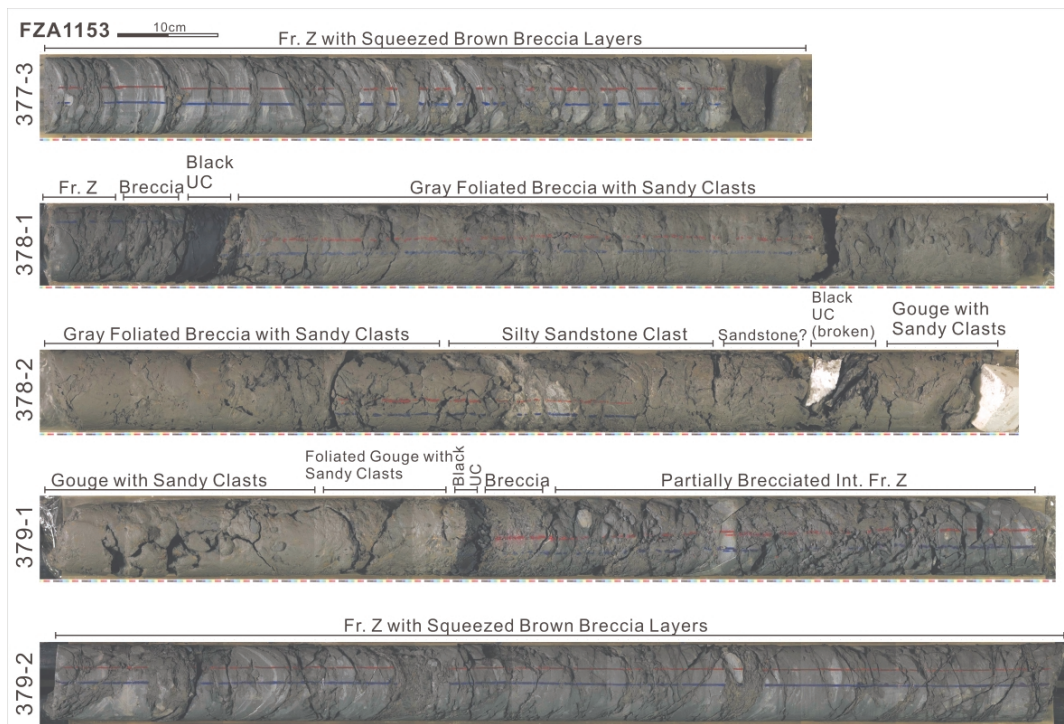 FZA1153
10cm
Fr. Z with Squeezed Brown Breccia Layers
377-3
Fr. Z
Breccia
Black
UC
Gray Foliated Breccia with Sandy Clasts
378-1
Gray Foliated Breccia with Sandy Clasts
Silty Sandstone Clast
Sandstone?
Black
UC
(broken)
Gouge with
Sandy Clasts
378-2
Gouge with Sandy Clasts
Foliated Gouge with
Sandy Clasts
Black
UC
Breccia
Partially Brecciated Int. Fr. Z
379-1
Fr. Z with Squeezed Brown Breccia Layers
379-2